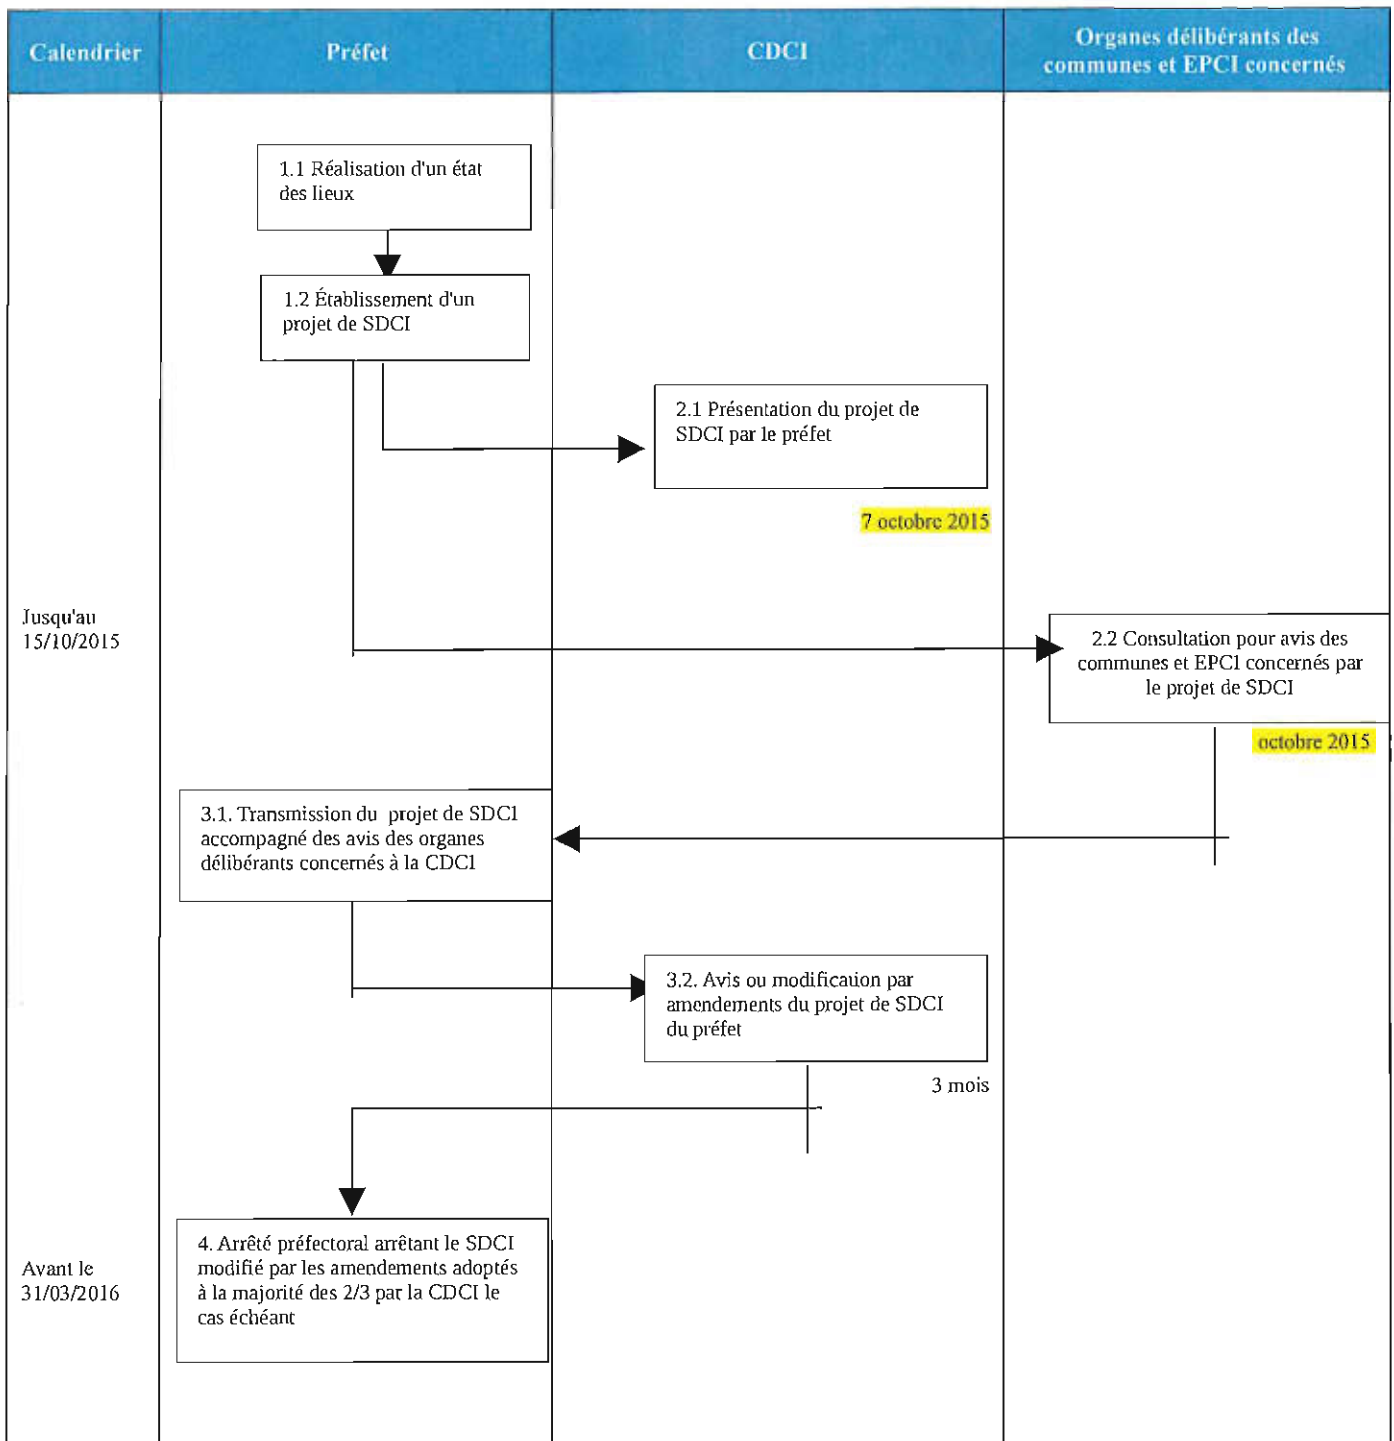 Calendrier
Préfet
CDCI
Organes délibérants des
communes et EPCI concernés
1.1 Réalisation d'un état
des lieux
1.2 Établissement d'un
projet de SDCI
2.1 Présentation du projet de
SDCI par le préfet
7 octobre 2015
Jusqu'au
15/10/2015
2.2 Consultation pour avis des
communes et EPCI concernés par
le projet de SDCI
octobre 2015
3.1. Transmission du projet de SDCI
accompagné des avis des organes
délibérants concernés à la CDCI
3.2. Avis ou modification par
amendements du projet de SDCI
du préfet
3 mois
Avant le
31/03/2016
4. Arrêté préfectoral arrêtant le SDCI
modifié par les amendements adoptés
à la majorité des 2/3 par la CDCI le
cas échéant